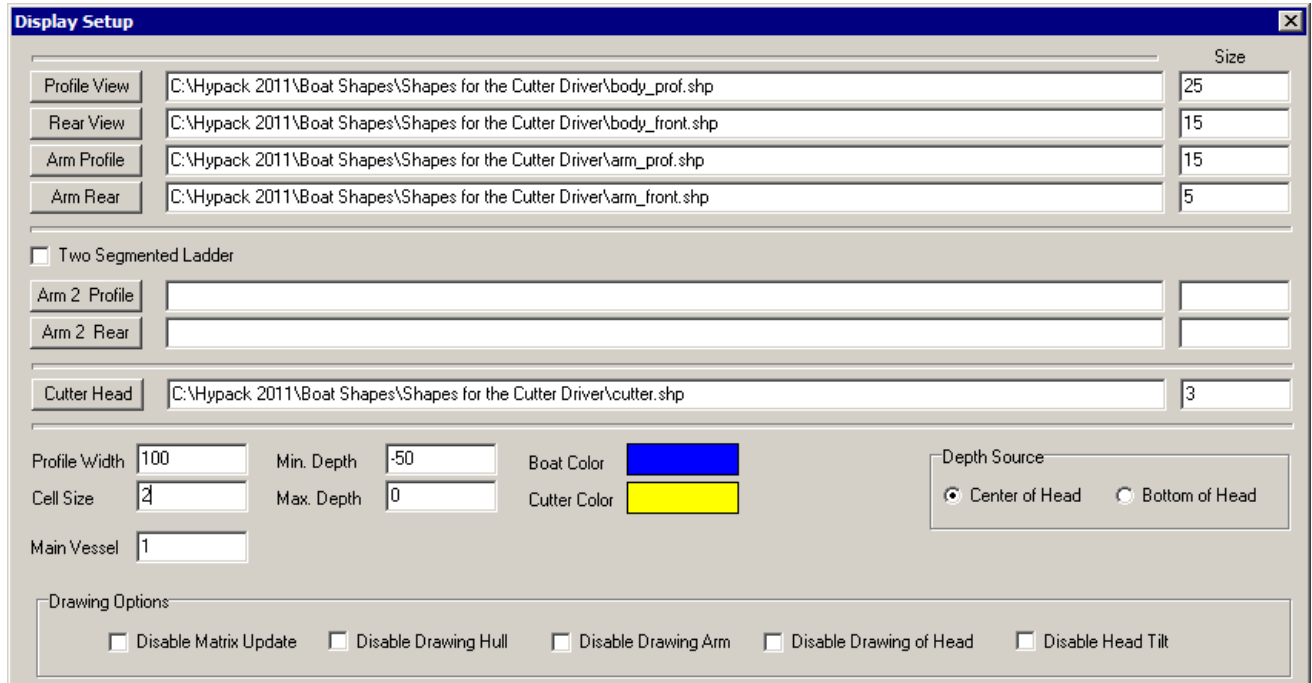 Display Setup
Size
Profile View C:\Hypack 2011\Boat Shapes\Shapes for the Cutter Driver\body_prof.shp 25
Rear View C:\Hypack 2011\Boat Shapes\Shapes for the Cutter Driver\body_front.shp 15
Arm Profile C:\Hypack 2011\Boat Shapes\Shapes for the Cutter Driver\arm_prof.shp 15
Arm Rear C:\Hypack 2011\Boat Shapes\Shapes for the Cutter Driver\arm_front.shp 5
Two Segmented Ladder
Arm 2 Profile
Arm 2 Rear
Cutter Head C:\Hypack 2011\Boat Shapes\Shapes for the Cutter Driver\cutter.shp 3
Profile Width 100 Min. Depth -50 Boat Color Depth Source
Cell Size 2 Max. Depth 0 Cutter Color Center of Head Bottom of Head
Main Vessel 1
Drawing Options
Disable Matrix Update Disable Drawing Hull Disable Drawing Arm Disable Drawing of Head Disable Head Tilt